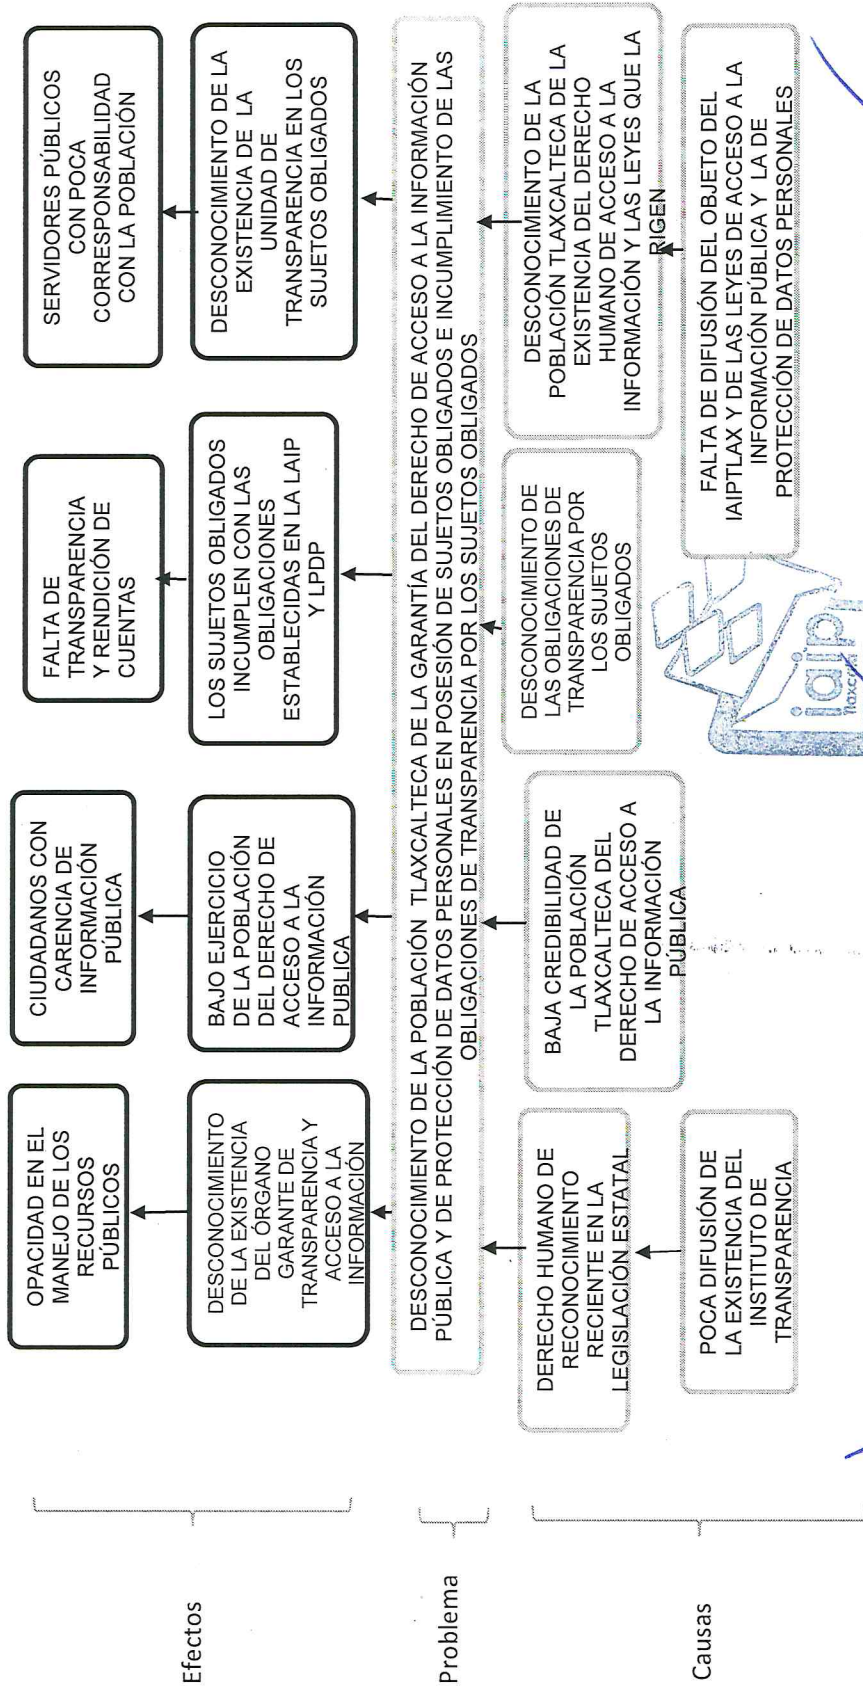 Efectos
OPACIDAD EN EL
MANEJO DE LOS
RECURSOS
PÚBLICOS
CIUDADANOS CON
CARENCIA DE
INFORMACIÓN
PÚBLICA
FALTA DE
TRANSPARENCIA
Y RENDICIÓN DE
CUENTAS
SERVIDORES PÚBLICOS
CON POCA
CORRESPONSABILIDAD
CON LA POBLACIÓN
DESCONOCIMIENTO
DE LA EXISTENCIA
DEL ÓRGANO
GARANTE DE
TRANSPARENCIA Y
ACCESO A LA
INFORMACIÓN
BAJO EJERCICIO
DE LA POBLACIÓN
DEL DERECHO DE
ACCESO A LA
INFORMACIÓN
PUBLICA
LOS SUJETOS OBLIGADOS
INCUMPLEN CON LAS
OBLIGACIONES
ESTABLECIDAS EN LA LAIP
Y LPDP
DESCONOCIMIENTO DE LA
EXISTENCIA DE LA
UNIDAD DE
TRANSPARENCIA EN LOS
SUJETOS OBLIGADOS
Problema
DESCONOCIMIENTO DE LA POBLACIÓN TLAXCALTECA DE LA GARANTÍA DEL DERECHO DE ACCESO A LA INFORMACIÓN
PÚBLICA Y DE PROTECCIÓN DE DATOS PERSONALES EN POSESIÓN DE SUJETOS OBLIGADOS E INCUMPLIMIENTO DE LAS
OBLIGACIONES DE TRANSPARENCIA POR LOS SUJETOS OBLIGADOS
Causas
DERECHO HUMANO DE
RECONOCIMIENTO
RECIENTE EN LA
LEGISLACIÓN ESTATAL
BAJA CREDIBILIDAD DE
LA POBLACIÓN
TLAXCALTECA DEL
DERECHO DE ACCESO A
LA INFORMACIÓN
PÚBLICA
DESCONOCIMIENTO DE
LAS OBLIGACIONES DE
TRANSPARENCIA POR
LOS SUJETOS
OBLIGADOS
DESCONOCIMIENTO DE LA
POBLACIÓN TLAXCALTECA DE LA
EXISTENCIA DEL DERECHO
HUMANO DE ACCESO A LA
INFORMACIÓN Y LAS LEYES QUE LA
RIGEN
POCA DIFUSIÓN DE
LA EXISTENCIA DEL
INSTITUTO DE
TRANSPARENCIA
FALTA DE DIFUSIÓN DEL OBJETO DEL
IAIPTLAX Y DE LAS LEYES DE ACCESO A LA
INFORMACIÓN PÚBLICA Y LA DE
PROTECCIÓN DE DATOS PERSONALES
iaip